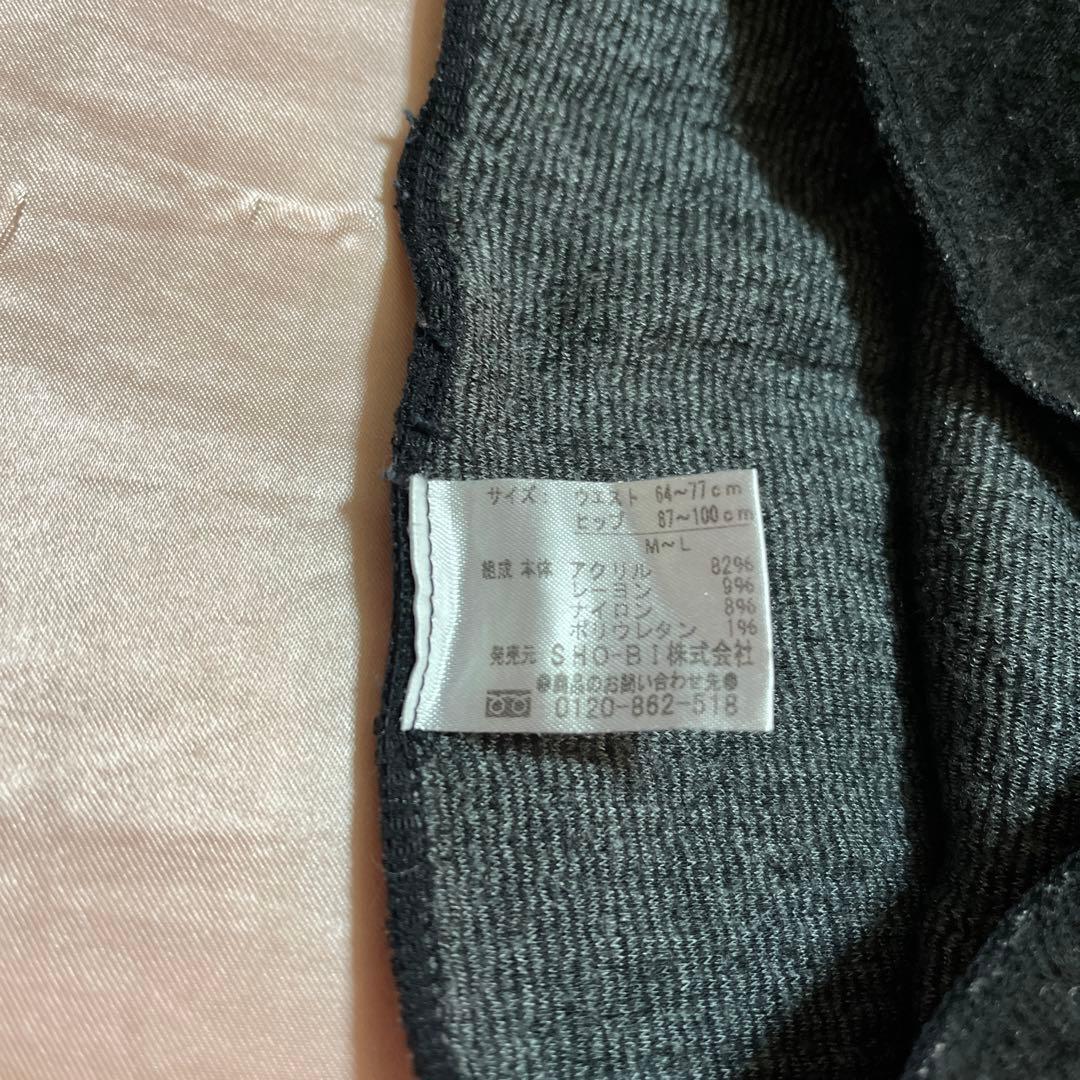 サイズ ウエスト 64～77cm
ヒップ 87～100cm
M～L
組成 本体 アクリル 82%
レーヨン 9%
ナイロン 8%
ポリウレタン 1%
発売元 SHO-BI株式会社
●商品のお問い合わせ先●
0120-862-518